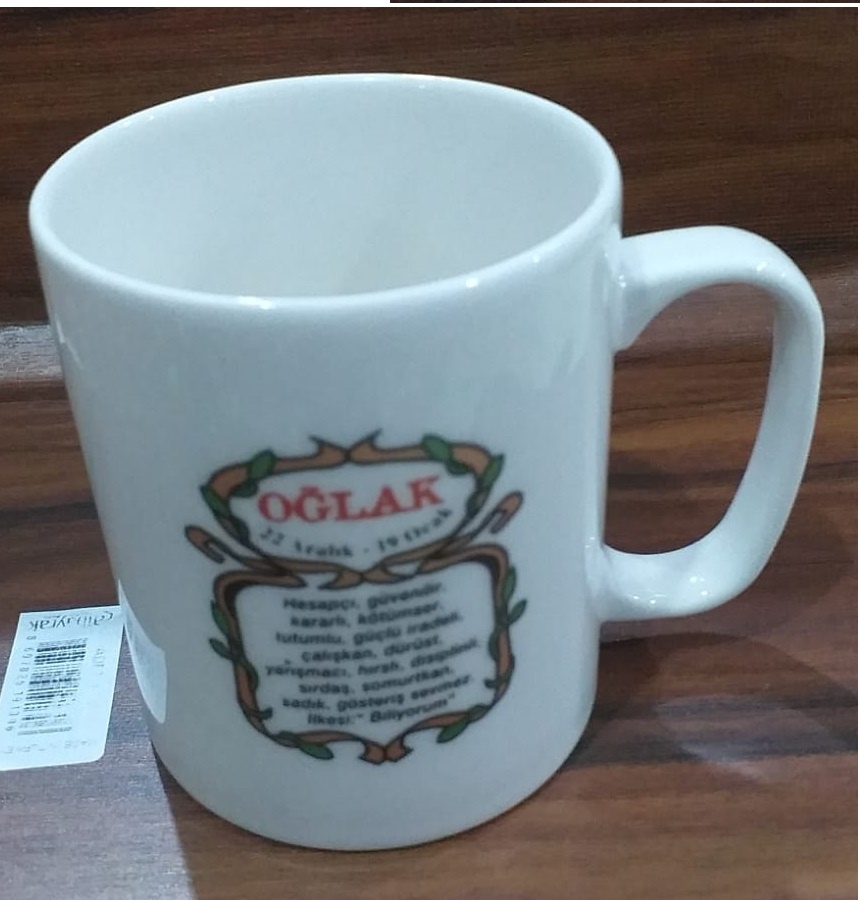 OĞLAK
22 Aralık - 19 Ocak
Hesapçı, güvenilir,
kararlı, kötümser,
tutumlu, güçlü iradeli,
çalışkan, dürüst,
yarışmacı, hırslı, disiplinli,
sırdaş, somurtkan,
sadık, gösteriş sevmez
İlkesi:" Biliyorum"